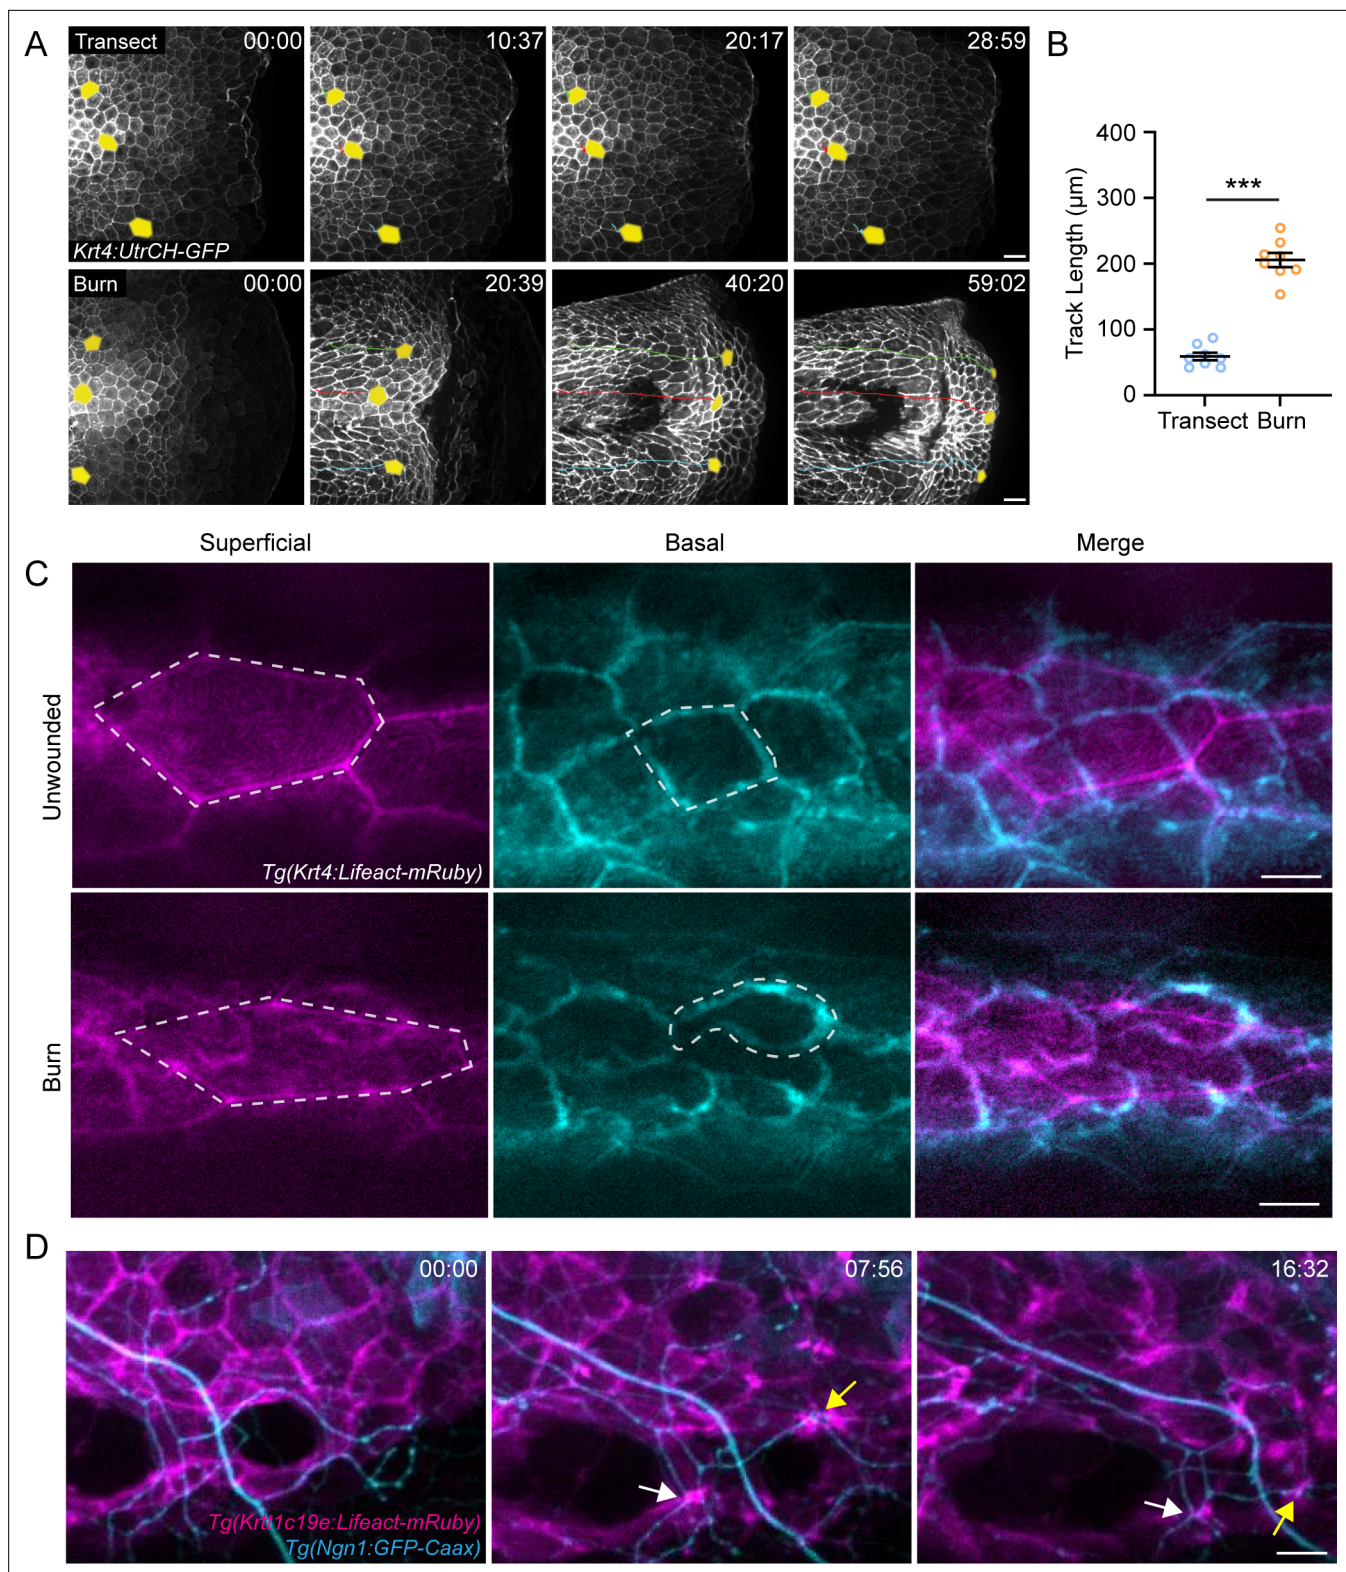 A
Transect
00:00
10:37
20:17
28:59
Krt4:UtrCH-GFP
Burn
00:00
20:39
40:20
59:02
B
400
300
200
100
0
Track Length (µm)
***
Transect Burn
C
Superficial
Basal
Merge
Unwounded
Tg(Krt4:Lifeact-mRuby)
Burn
D
00:00
07:56
16:32
Tg(Krtt1c19e:Lifeact-mRuby)
Tg(Ngn1:GFP-Caax)